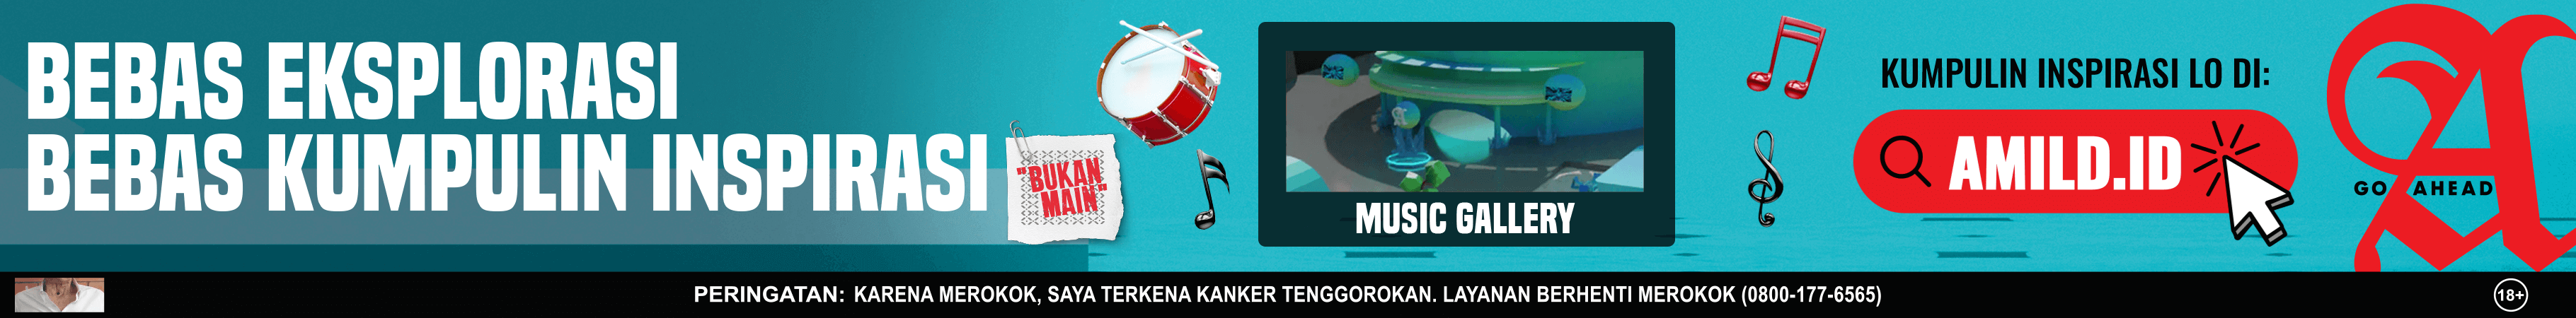 BEBAS EKSPLORASI
BEBAS KUMPULIN INSPIRASI
"BUKAN
MAIN"
MUSIC GALLERY
KUMPULIN INSPIRASI LO DI:
AMILD.ID
A
GO AHEAD
PERINGATAN: KARENA MEROKOK, SAYA TERKENA KANKER TENGGOROKAN. LAYANAN BERHENTI MEROKOK (0800-177-6565)
18+